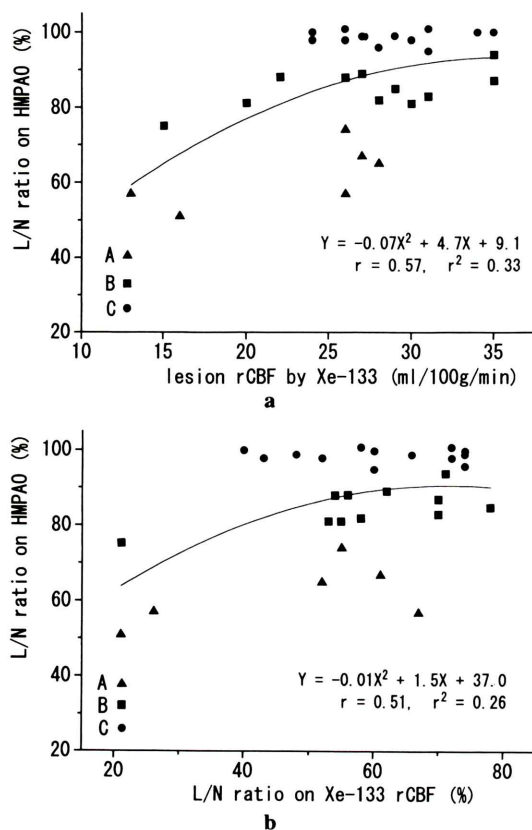 100
80
60
40
20
L/N ratio on HMPAO (%)
Y = -0.07X² + 4.7X + 9.1
r = 0.57, r² = 0.33
A ▲
B ■
C ●
10 15 20 25 30 35
lesion rCBF by Xe-133 (ml/100g/min)
a
100
80
60
40
20
L/N ratio on HMPAO (%)
Y = -0.01X² + 1.5X + 37.0
r = 0.51, r² = 0.26
A ▲
B ■
C ●
20 40 60 80
L/N ratio on Xe-133 rCBF (%)
b